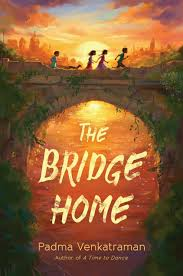 THE
BRIDGE
HOME
Padma Venkatraman
Author of A Time to Dance